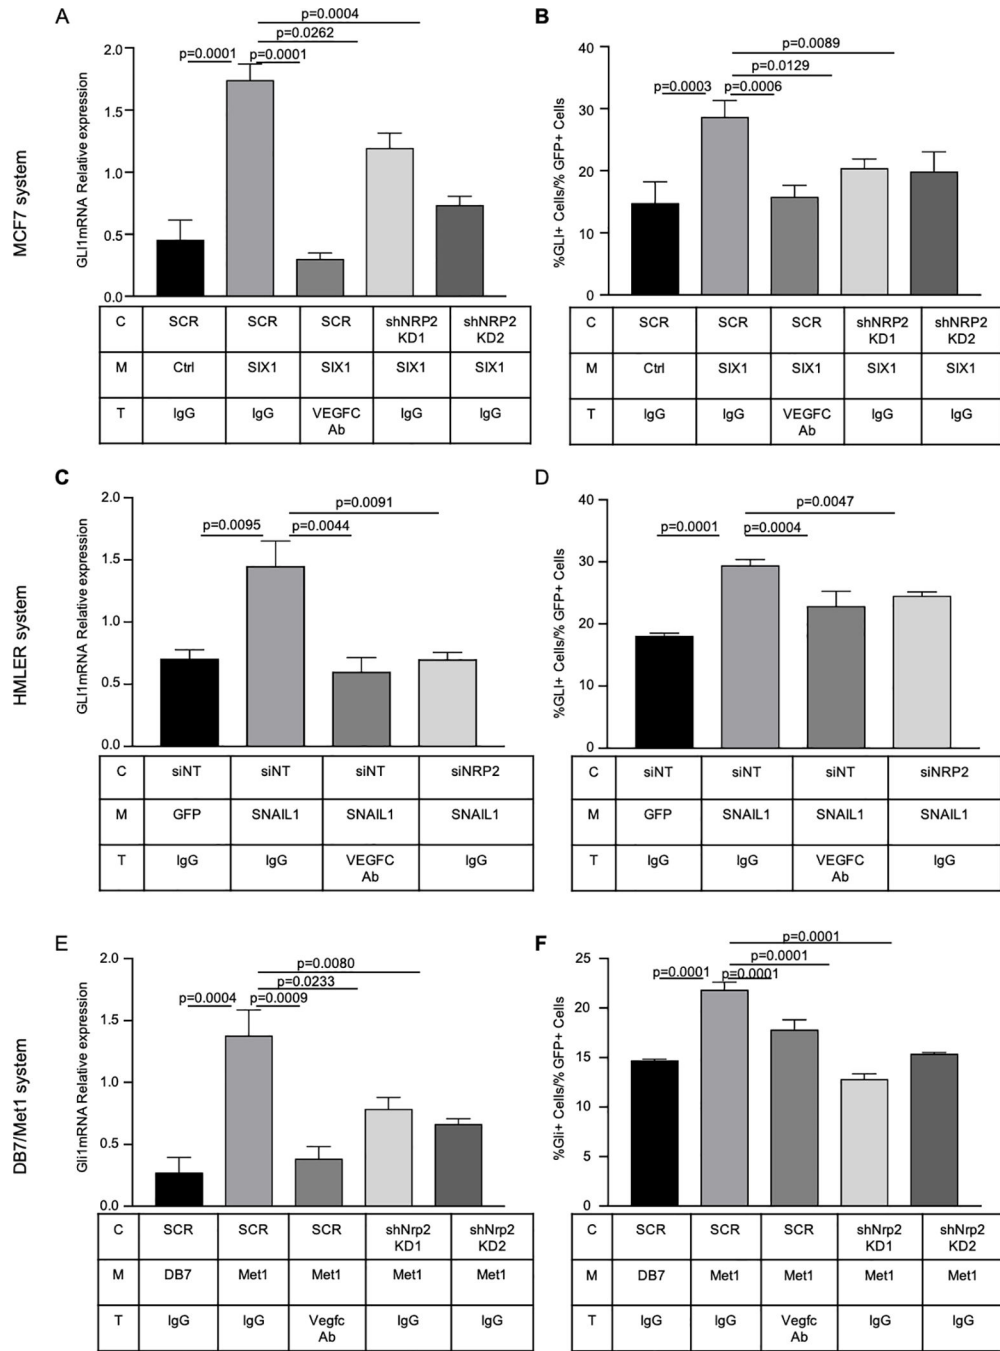 MCF7 system
A
p=0.0004
p=0.0262
p=0.0001
p=0.0001
GLI1mRNA Relative expression
2.0
1.5
1.0
0.5
0.0
C SCR SCR SCR shNRP2 KD1 shNRP2 KD2
M Ctrl SIX1 SIX1 SIX1 SIX1
T IgG IgG VEGFC Ab IgG IgG
B
p=0.0089
p=0.0129
p=0.0003
p=0.0006
%GLI+ Cells/% GFP+ Cells
40
30
20
10
0
C SCR SCR SCR shNRP2 KD1 shNRP2 KD2
M Ctrl SIX1 SIX1 SIX1 SIX1
T IgG IgG VEGFC Ab IgG IgG
HMLER system
C
p=0.0091
p=0.0095
p=0.0044
GLI1mRNA Relative expression
2.0
1.5
1.0
0.5
0.0
C siNT siNT siNT siNRP2
M GFP SNAIL1 SNAIL1 SNAIL1
T IgG IgG VEGFC Ab IgG
D
p=0.0047
p=0.0001
p=0.0004
%GLI+ Cells/% GFP+ Cells
40
30
20
10
0
C siNT siNT siNT siNRP2
M GFP SNAIL1 SNAIL1 SNAIL1
T IgG IgG VEGFC Ab IgG
DB7/Met1 system
E
p=0.0080
p=0.0233
p=0.0004
p=0.0009
Gli1mRNA Relative expression
2.0
1.5
1.0
0.5
0.0
C SCR SCR SCR shNrp2 KD1 shNrp2 KD2
M DB7 Met1 Met1 Met1 Met1
T IgG IgG Vegfc Ab IgG IgG
F
p=0.0001
p=0.0001
p=0.0001
p=0.0001
%Gli+ Cells/% GFP+ Cells
25
20
15
10
5
0
C SCR SCR SCR shNrp2 KD1 shNrp2 KD2
M DB7 Met1 Met1 Met1 Met1
T IgG IgG Vegfc Ab IgG IgG